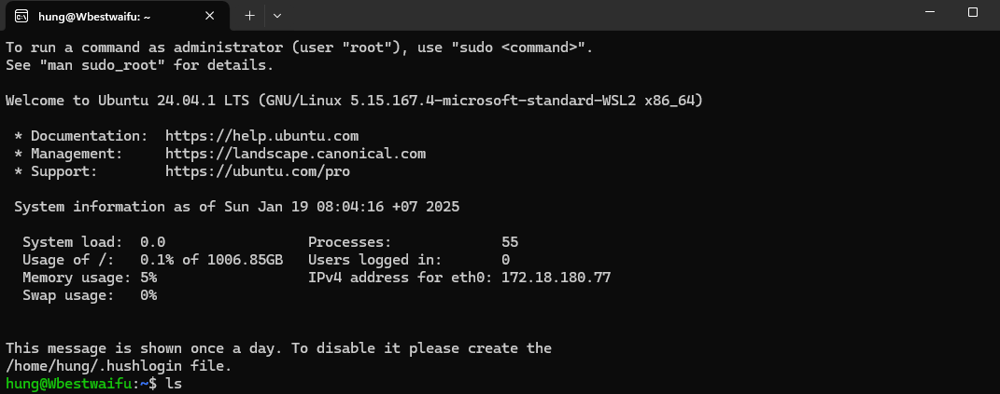 hung@Wbestwaifu: ~
To run a command as administrator (user "root"), use "sudo <command>".
See "man sudo_root" for details.
Welcome to Ubuntu 24.04.1 LTS (GNU/Linux 5.15.167.4-microsoft-standard-WSL2 x86_64)
* Documentation:  https://help.ubuntu.com
* Management:     https://landscape.canonical.com
* Support:        https://ubuntu.com/pro
System information as of Sun Jan 19 08:04:16 +07 2025
System load:  0.0                Processes:             55
Usage of /:   0.1% of 1006.85GB   Users logged in:       0
Memory usage: 5%                  IPv4 address for eth0: 172.18.180.77
Swap usage:   0%
This message is shown once a day. To disable it please create the
/home/hung/.hushlogin file.
hung@Wbestwaifu:~$ ls